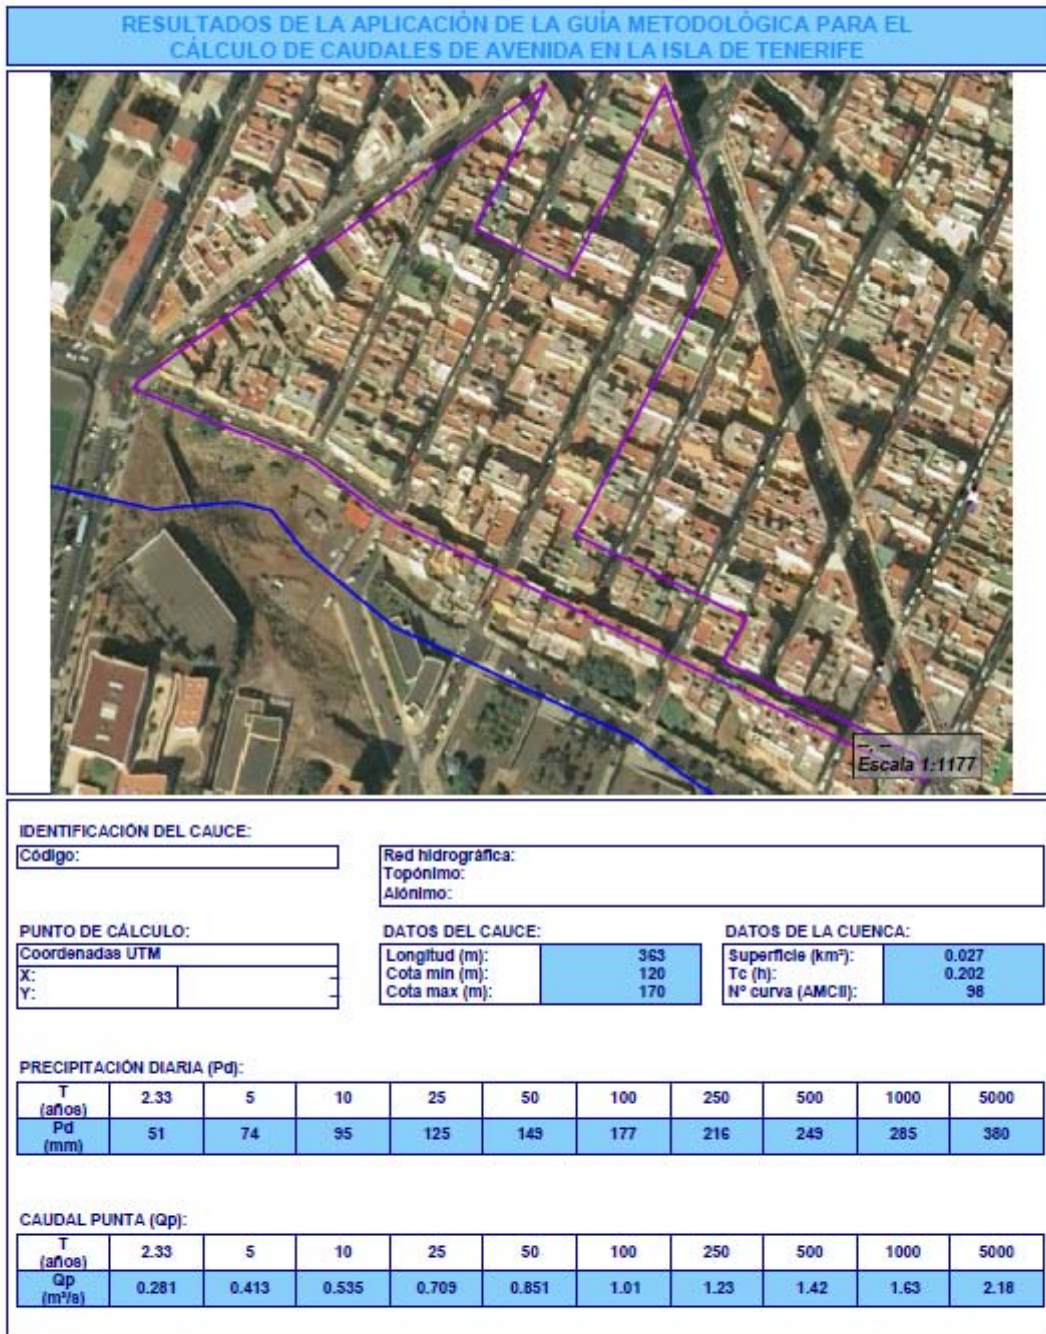 RESULTADOS DE LA APLICACIÓN DE LA GUÍA METODOLÓGICA PARA EL
CÁLCULO DE CAUDALES DE AVENIDA EN LA ISLA DE TENERIFE
--, --
Escala 1:1177
IDENTIFICACIÓN DEL CAUCE:
Código:
Red hidrográfica:
Topónimo:
Alónimo:
PUNTO DE CÁLCULO:
Coordenadas UTM
X: --
Y: --
DATOS DEL CAUCE:
Longitud (m): 363
Cota min (m): 120
Cota max (m): 170
DATOS DE LA CUENCA:
Superficie (km²): 0.027
Tc (h): 0.202
Nº curva (AMCII): 98
PRECIPITACIÓN DIARIA (Pd):
T (años) 2.33 5 10 25 50 100 250 500 1000 5000
Pd (mm) 51 74 95 125 149 177 216 249 285 380
CAUDAL PUNTA (Qp):
T (años) 2.33 5 10 25 50 100 250 500 1000 5000
Qp (m³/s) 0.281 0.413 0.535 0.709 0.851 1.01 1.23 1.42 1.63 2.18